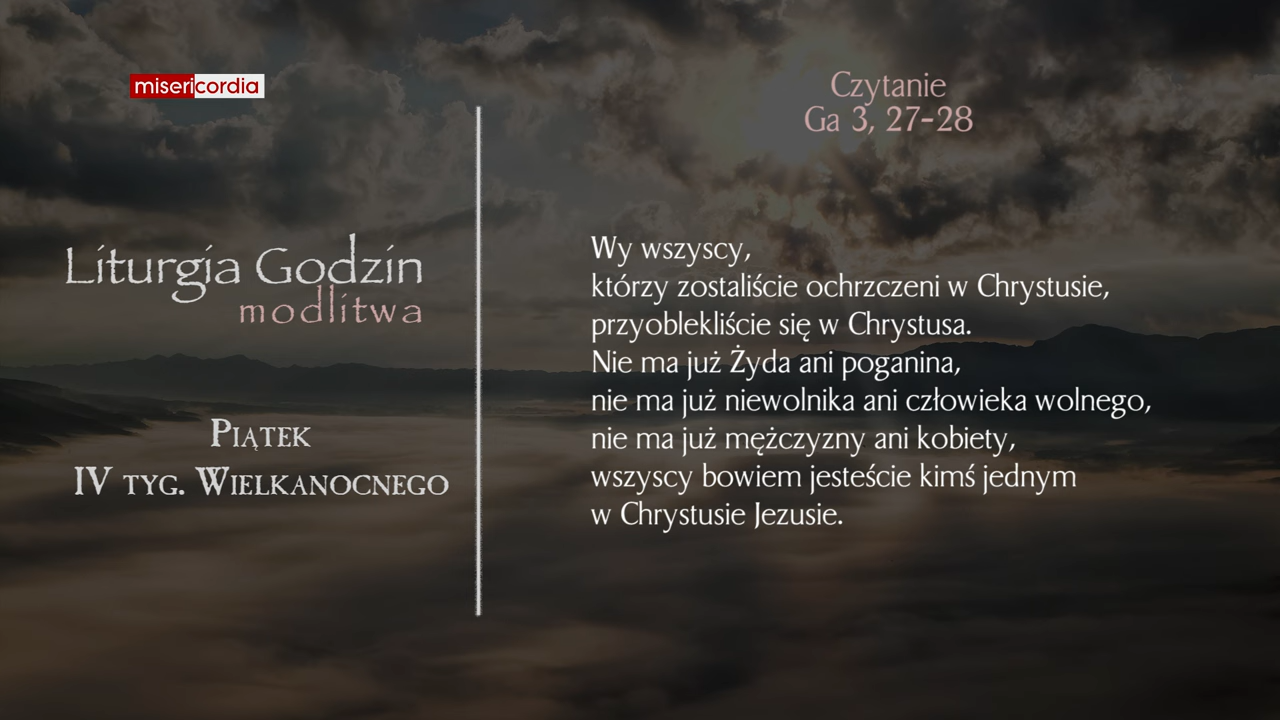 misericordia
Liturgia Godzin
modlitwa
Piątek
IV tyg. Wielkanocnego
Czytanie
Ga 3, 27-28
Wy wszyscy,
którzy zostaliście ochrzczeni w Chrystusie,
przyoblekliście się w Chrystusa.
Nie ma już Żyda ani poganina,
nie ma już niewolnika ani człowieka wolnego,
nie ma już mężczyzny ani kobiety,
wszyscy bowiem jesteście kimś jednym
w Chrystusie Jezusie.